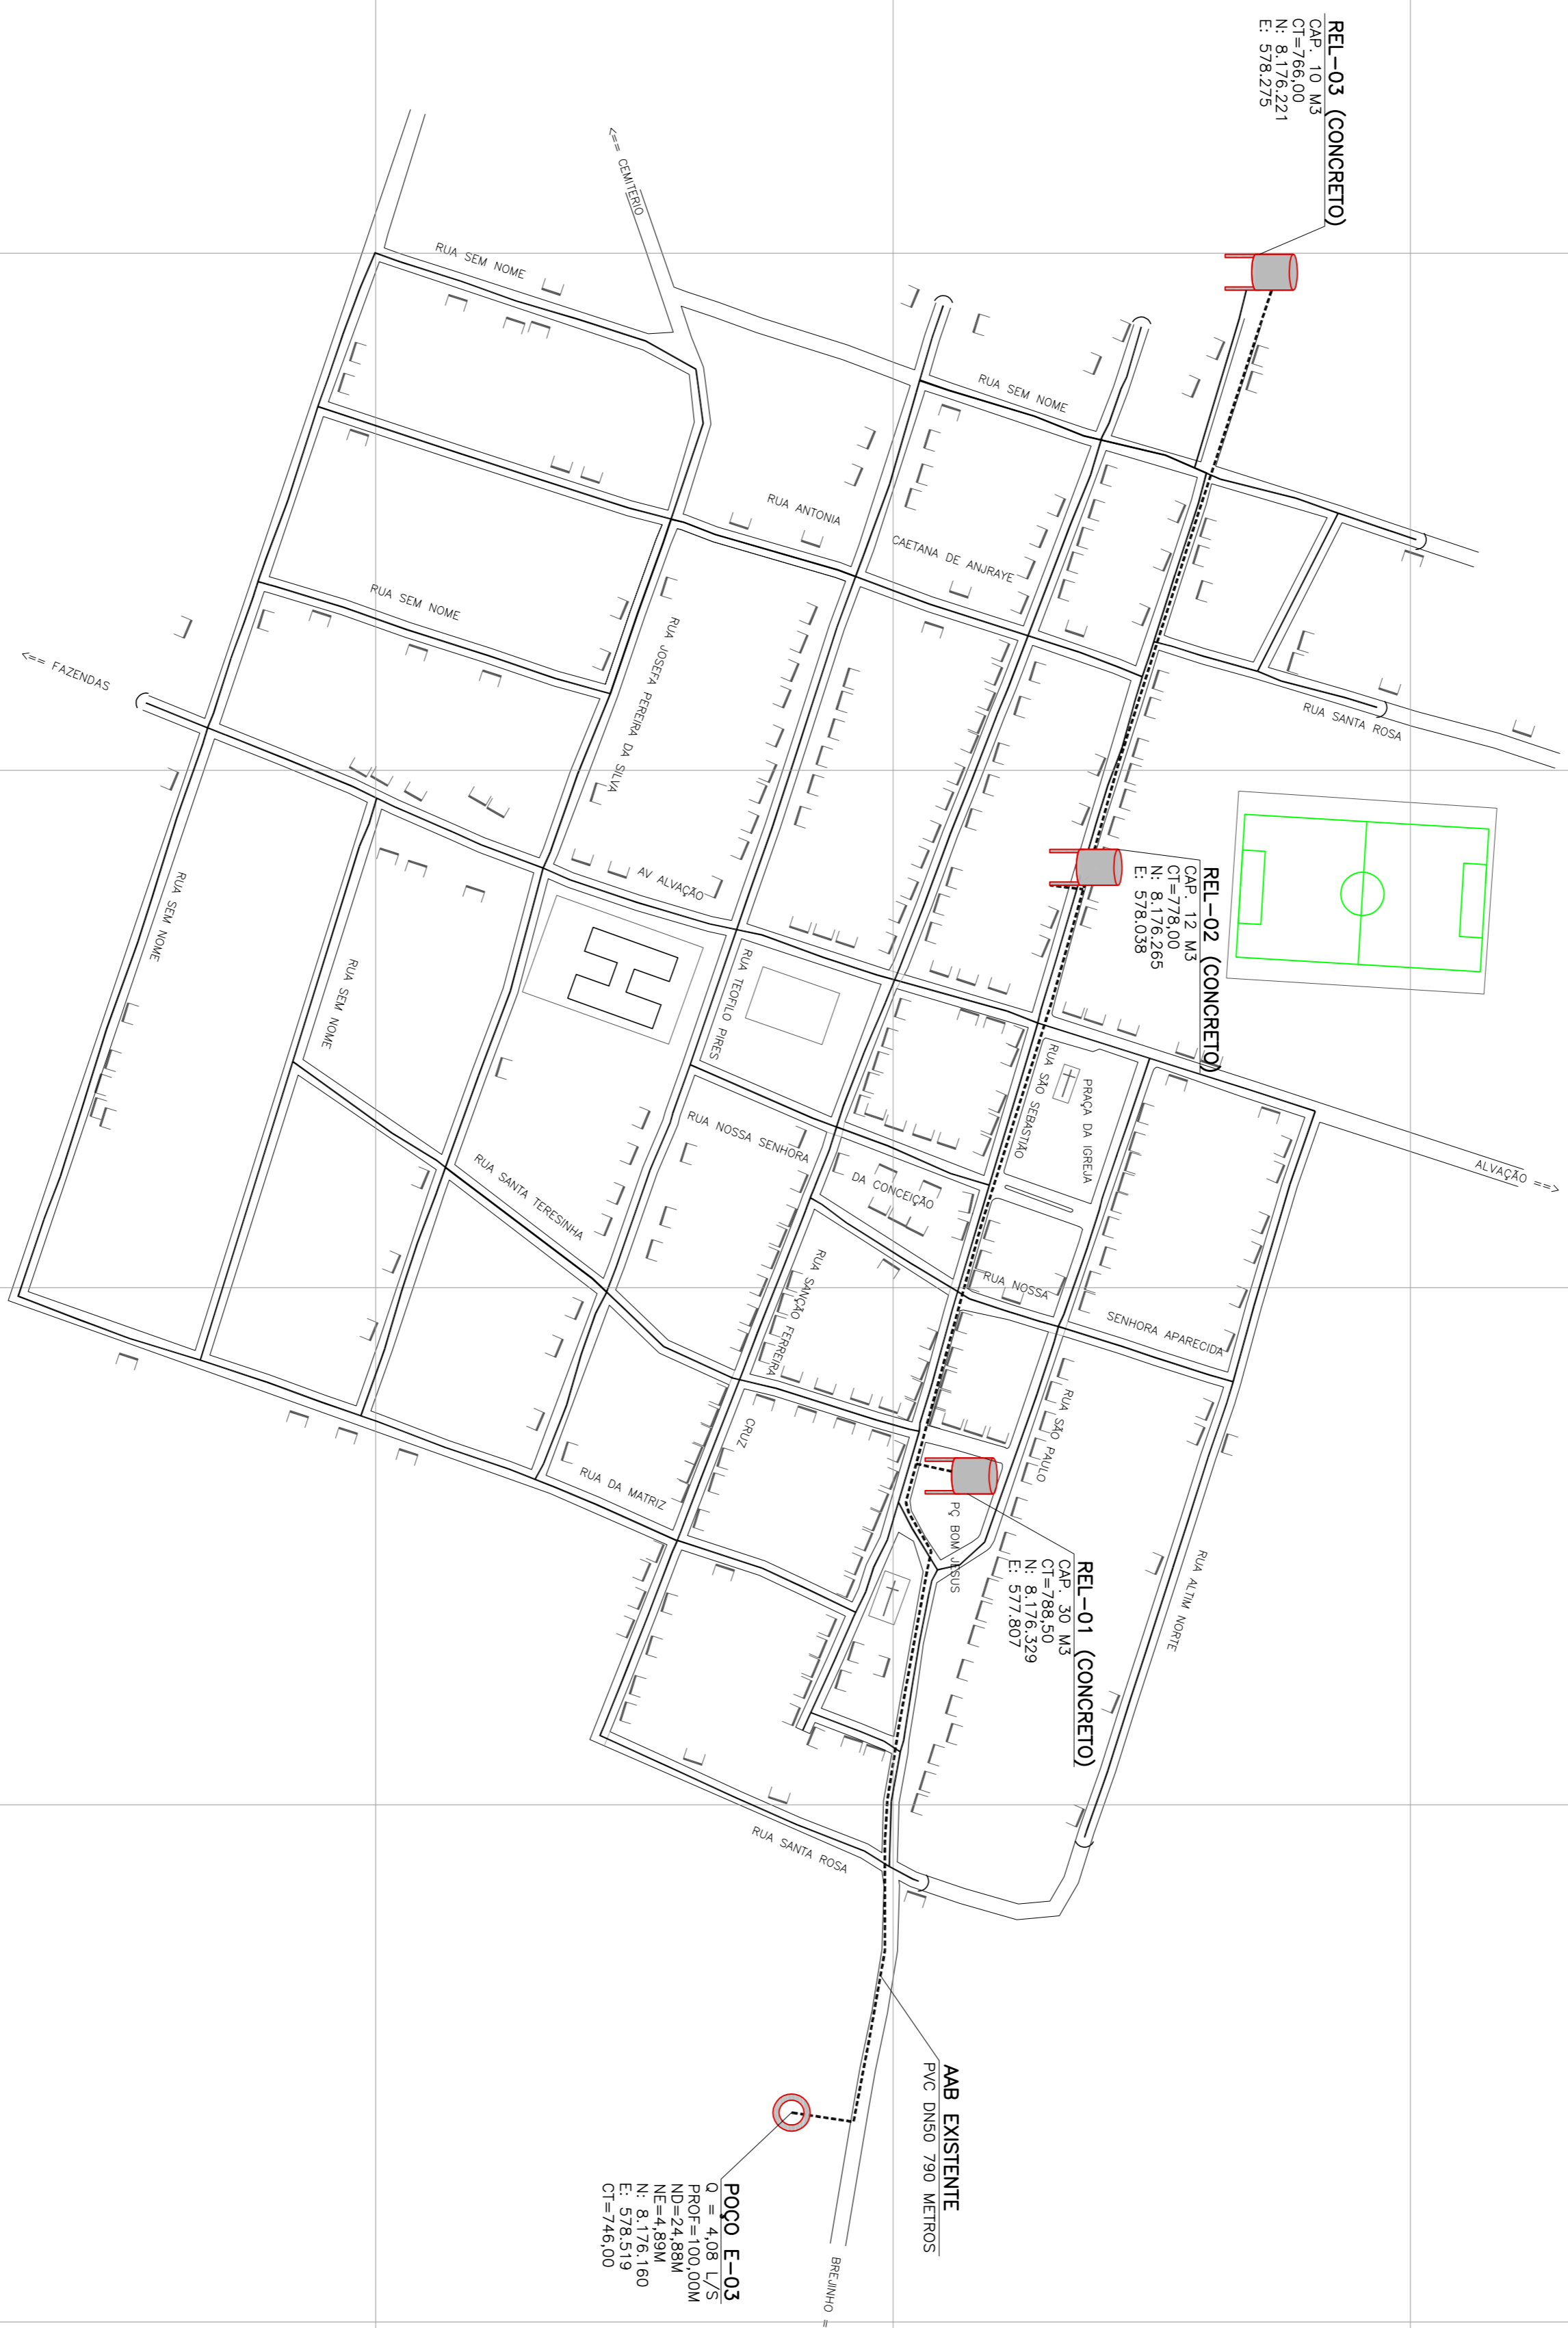 REL-03 (CONCRETO)
CAP. 10 M3
CT=766,00
N: 8.176.221
E: 578.275
<== CEMITERIO
RUA SEM NOME
RUA SEM NOME
RUA ANTONIA
CAETANA DE ANJRAYE
RUA SEM NOME
RUA JOSEFA PEREIRA DA SILVA
<== FAZENDAS
RUA SANTA ROSA
REL-02 (CONCRETO)
CAP. 12 M3
CT=778,00
N: 8.176.265
E: 578.038
AV ALVAÇÃO
RUA SEM NOME
RUA SEM NOME
RUA TEOFILO PIRES
RUA SÃO SEBASTIÃO
PRAÇA DA IGREJA
ALVAÇÃO ==>
RUA NOSSA SENHORA
DA CONCEIÇÃO
RUA SANTA TERESINHA
RUA SANÇÃO FERREIRA
RUA NOSSA
SENHORA APARECIDA
RUA SÃO PAULO
CRUZ
RUA DA MATRIZ
PÇ BOM JESUS
REL-01 (CONCRETO)
CAP. 30 M3
CT=788,50
N: 8.176.329
E: 577.807
RUA ALTIM NORTE
RUA SANTA ROSA
AAB EXISTENTE
PVC DN50 790 METROS
POÇO E-03
Q = 4,08 L/S
PROF=100,00M
ND=24,88M
NE=4,89M
N: 8.176.160
E: 578.519
CT=746,00
BREJINHO =